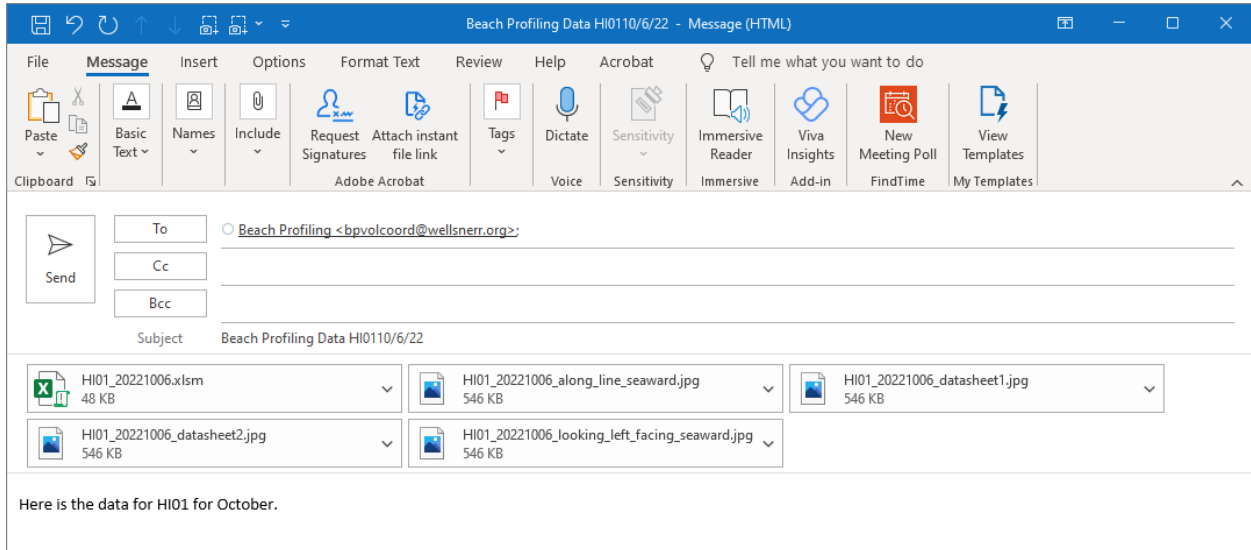 Beach Profiling Data HI0110/6/22 - Message (HTML)
File Message Insert Options Format Text Review Help Acrobat Tell me what you want to do
Paste Basic Text Names Include Request Signatures Attach instant file link Tags Dictate Sensitivity Immersive Reader Viva Insights New Meeting Poll View Templates
Clipboard Adobe Acrobat Voice Sensitivity Immersive Add-in FindTime My Templates
Send
To Beach Profiling <bpvolcoord@wellsnerr.org>;
Cc
Bcc
Subject Beach Profiling Data HI0110/6/22
HI01_20221006.xlsm
48 KB
HI01_20221006_along_line_seaward.jpg
546 KB
HI01_20221006_datasheet1.jpg
546 KB
HI01_20221006_datasheet2.jpg
546 KB
HI01_20221006_looking_left_facing_seaward.jpg
546 KB
Here is the data for HI01 for October.